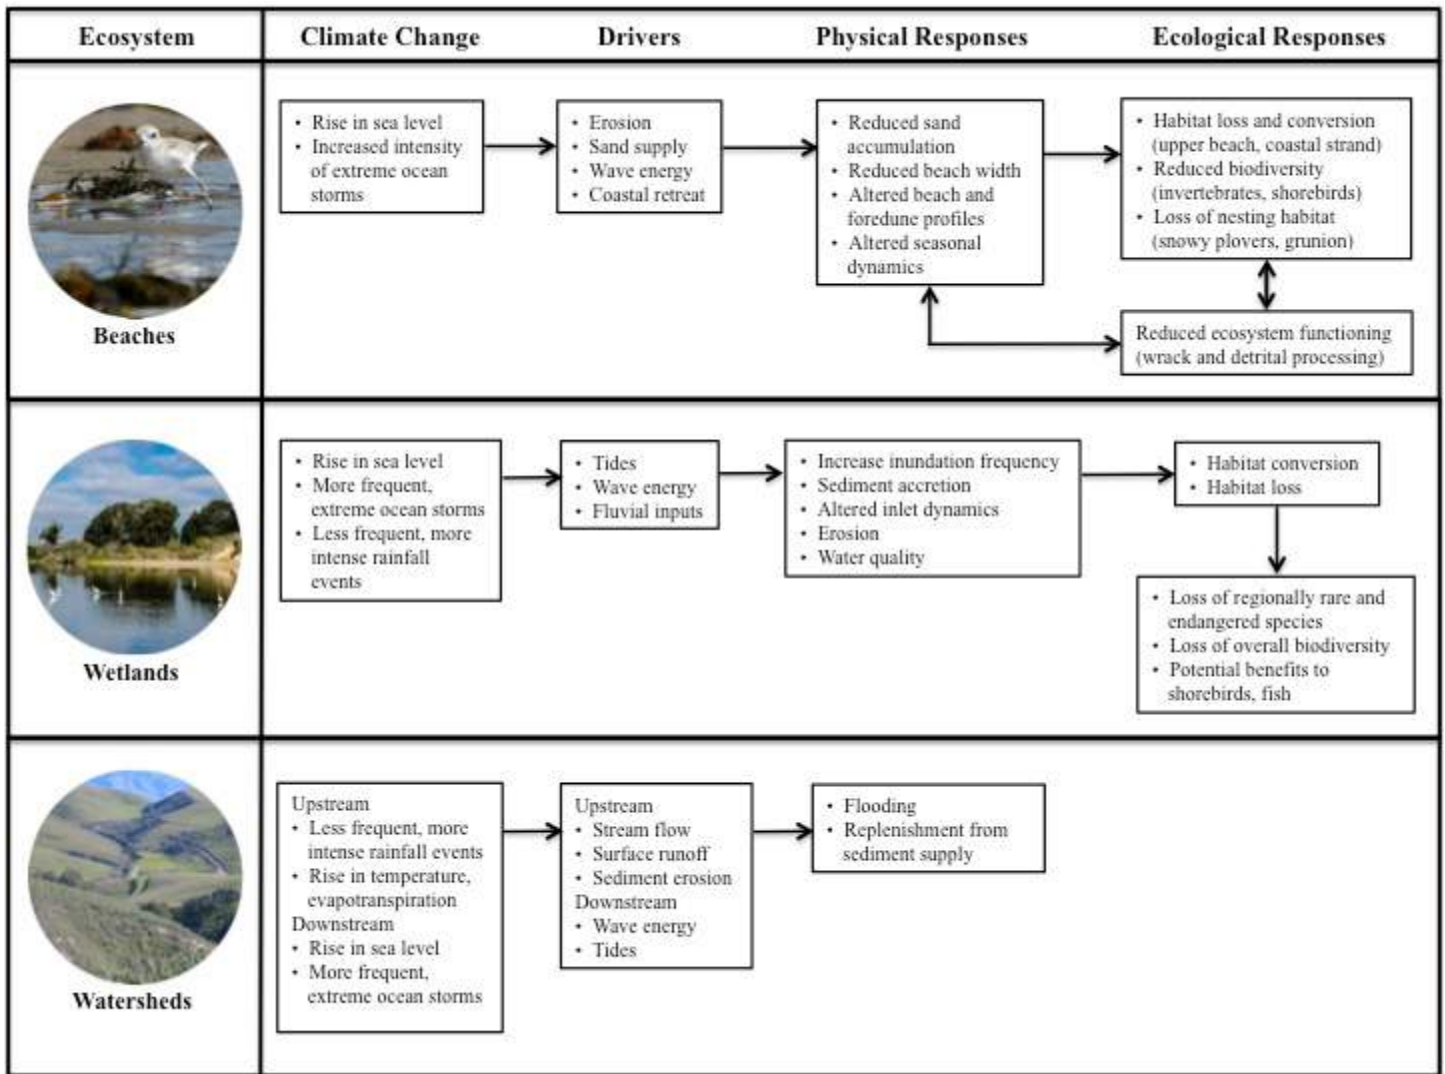 Ecosystem
Climate Change
Drivers
Physical Responses
Ecological Responses
Beaches
• Rise in sea level
• Increased intensity
of extreme ocean
storms
• Erosion
• Sand supply
• Wave energy
• Coastal retreat
• Reduced sand
accumulation
• Reduced beach width
• Altered beach and
foredune profiles
• Altered seasonal
dynamics
• Habitat loss and conversion
(upper beach, coastal strand)
• Reduced biodiversity
(invertebrates, shorebirds)
• Loss of nesting habitat
(snowy plovers, grunion)
Reduced ecosystem functioning
(wrack and detrital processing)
Wetlands
• Rise in sea level
• More frequent,
extreme ocean storms
• Less frequent, more
intense rainfall
events
• Tides
• Wave energy
• Fluvial inputs
• Increase inundation frequency
• Sediment accretion
• Altered inlet dynamics
• Erosion
• Water quality
• Habitat conversion
• Habitat loss
• Loss of regionally rare and
endangered species
• Loss of overall biodiversity
• Potential benefits to
shorebirds, fish
Watersheds
Upstream
• Less frequent, more
intense rainfall events
• Rise in temperature,
evapotranspiration
Downstream
• Rise in sea level
• More frequent,
extreme ocean storms
Upstream
• Stream flow
• Surface runoff
• Sediment erosion
Downstream
• Wave energy
• Tides
• Flooding
• Replenishment from
sediment supply